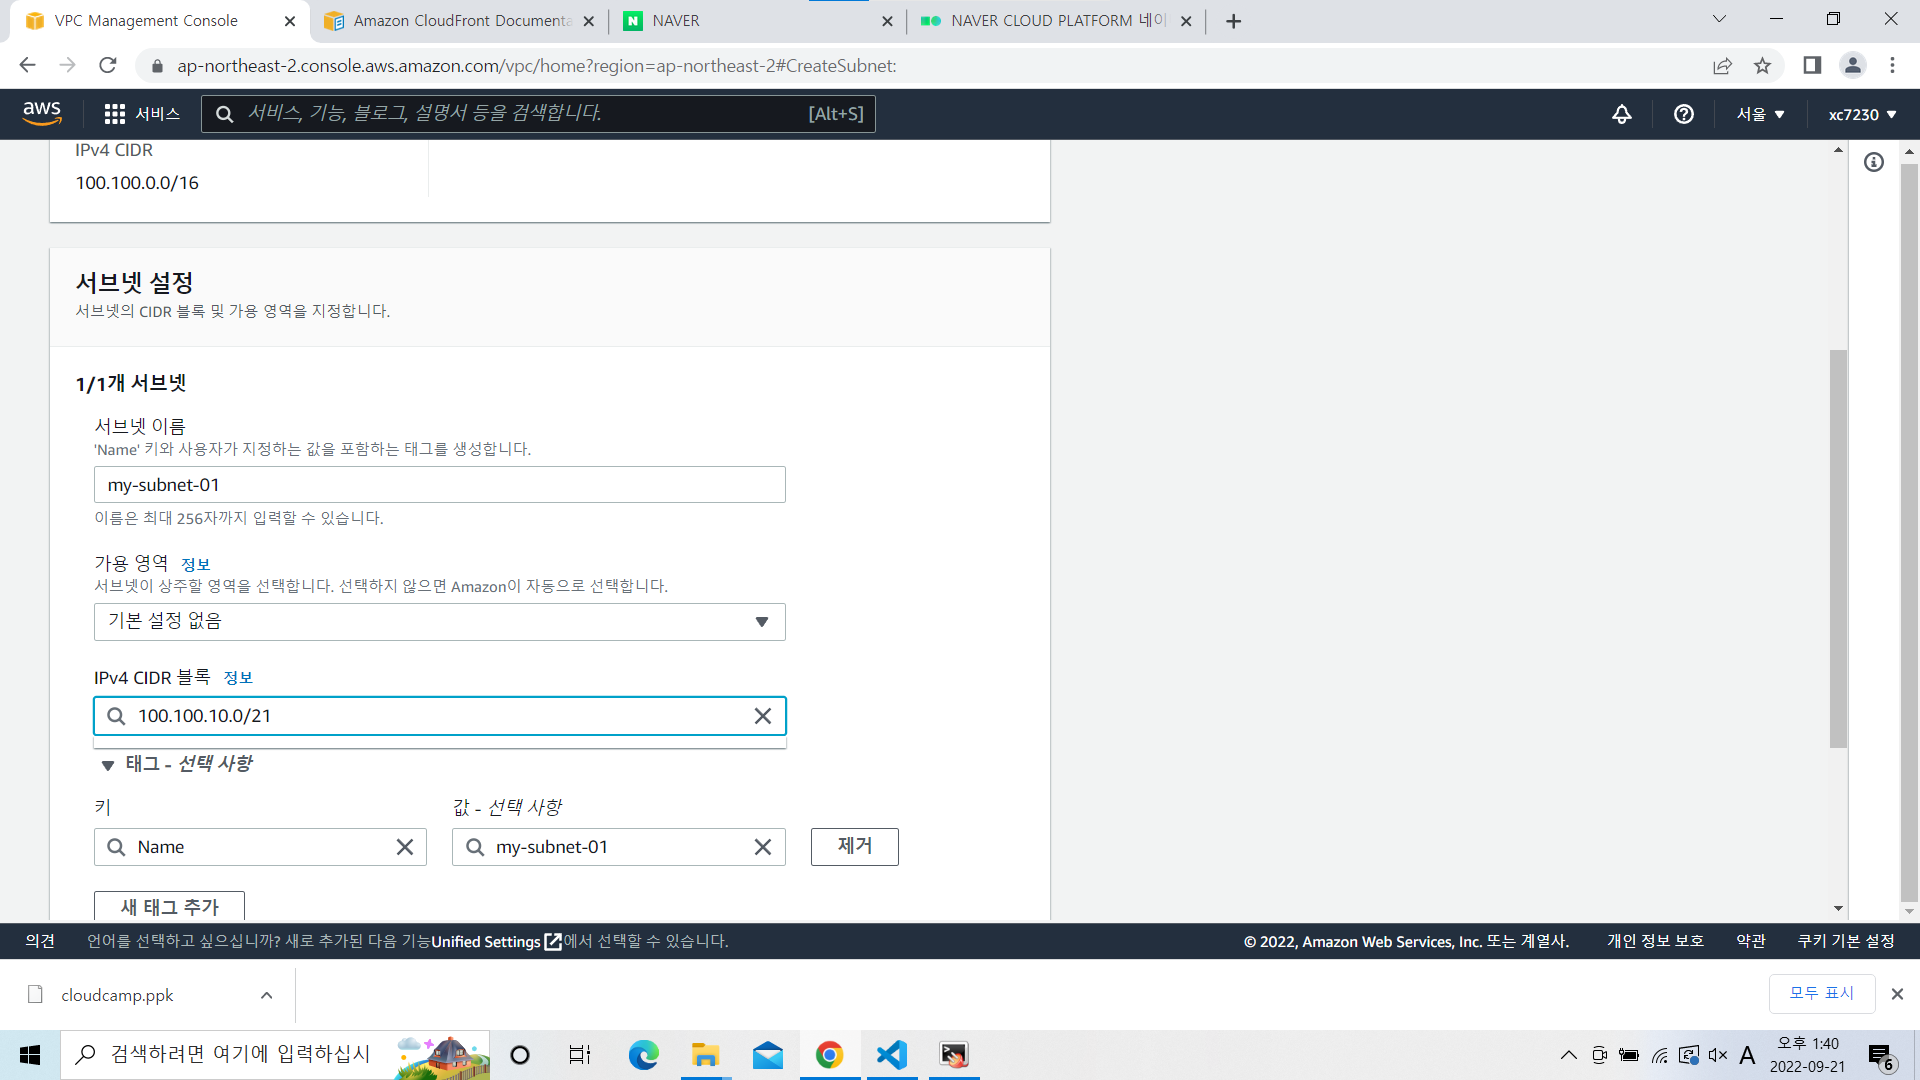 VPC Management Console
Amazon CloudFront Documenta
NAVER
NAVER CLOUD PLATFORM 네이
ap-northeast-2.console.aws.amazon.com/vpc/home?region=ap-northeast-2#CreateSubnet:
aws
서비스
서비스, 기능, 블로그, 설명서 등을 검색합니다.
[Alt+S]
서울
xc7230
IPv4 CIDR
100.100.0.0/16
서브넷 설정
서브넷의 CIDR 블록 및 가용 영역을 지정합니다.
1/1개 서브넷
서브넷 이름
'Name' 키와 사용자가 지정하는 값을 포함하는 태그를 생성합니다.
my-subnet-01
이름은 최대 256자까지 입력할 수 있습니다.
가용 영역 정보
서브넷이 상주할 영역을 선택합니다. 선택하지 않으면 Amazon이 자동으로 선택합니다.
기본 설정 없음
IPv4 CIDR 블록 정보
100.100.10.0/21
태그 - 선택 사항
키
값 - 선택 사항
Name
my-subnet-01
제거
새 태그 추가
의견
언어를 선택하고 싶으십니까? 새로 추가된 다음 기능Unified Settings에서 선택할 수 있습니다.
© 2022, Amazon Web Services, Inc. 또는 계열사.
개인 정보 보호
약관
쿠키 기본 설정
cloudcamp.ppk
모두 표시
검색하려면 여기에 입력하십시
A
오후 1:40
2022-09-21
6